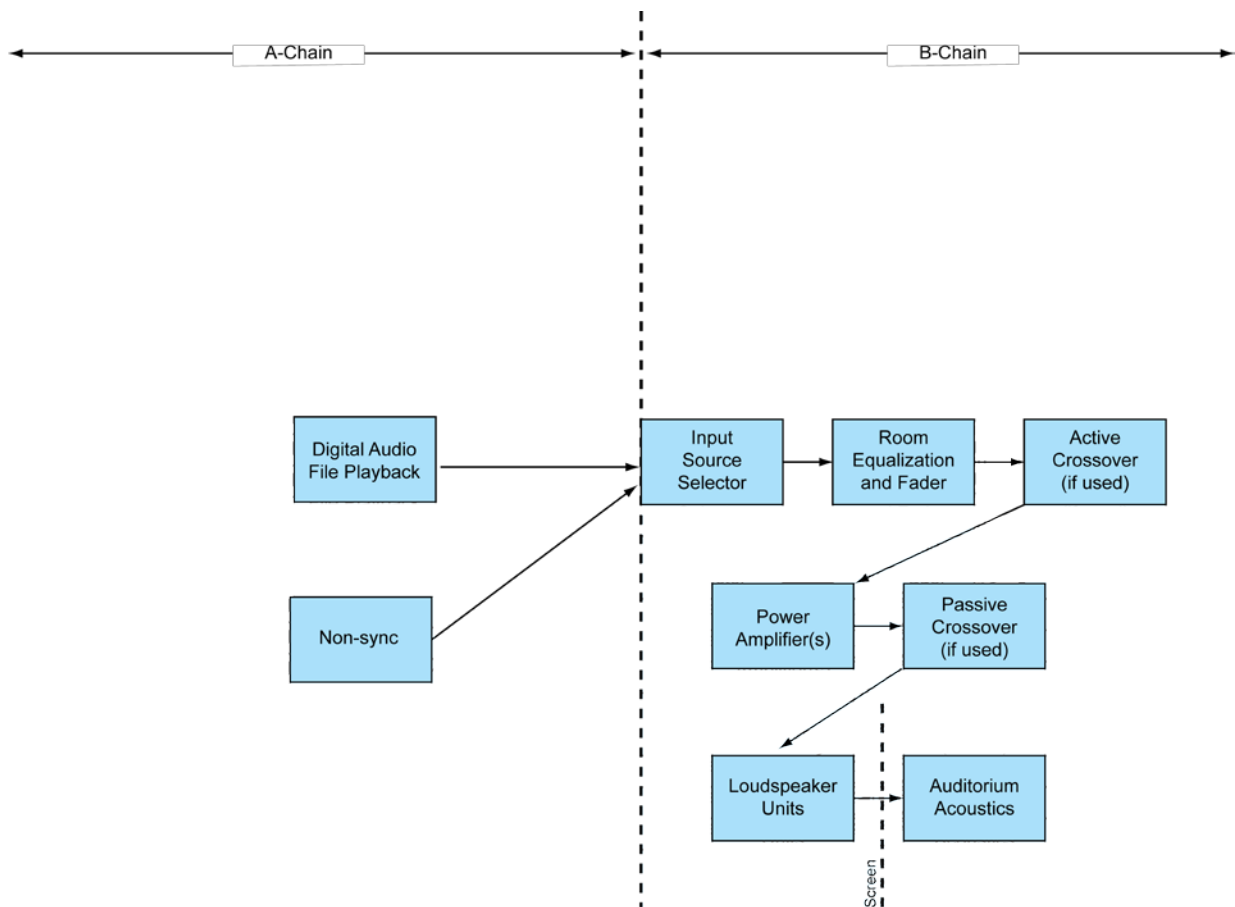 A-Chain
B-Chain
Digital Audio
File Playback
Input
Source
Selector
Room
Equalization
and Fader
Active
Crossover
(if used)
Non-sync
Power
Amplifier(s)
Passive
Crossover
(if used)
Loudspeaker
Units
Auditorium
Acoustics
Screen